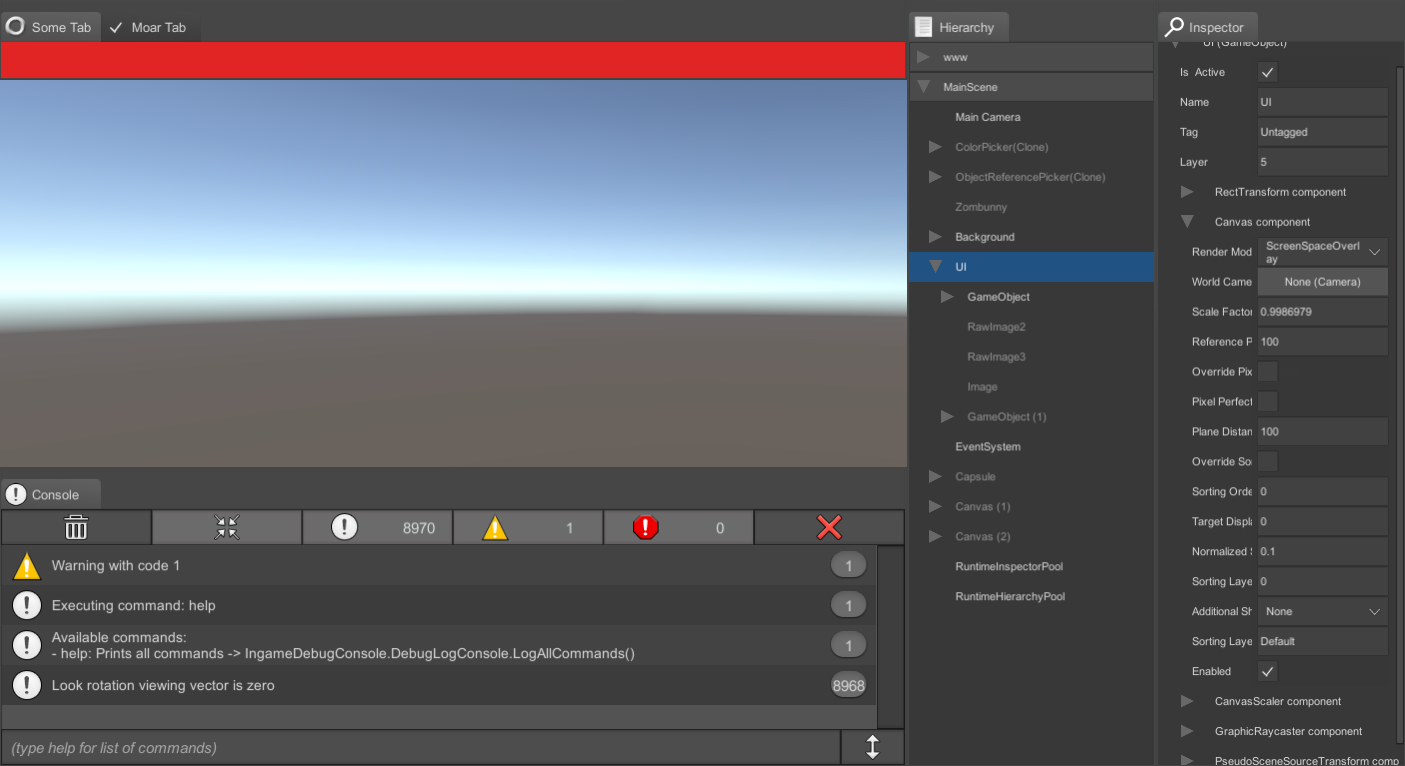 Some Tab
Moar Tab
Console
8970
1
0
Warning with code 1
1
Executing command: help
1
Available commands:
- help: Prints all commands -> IngameDebugConsole.DebugLogConsole.LogAllCommands()
1
Look rotation viewing vector is zero
8968
(type help for list of commands)
Hierarchy
www
MainScene
Main Camera
ColorPicker(Clone)
ObjectReferencePicker(Clone)
Zombunny
Background
UI
GameObject
RawImage2
RawImage3
Image
GameObject (1)
EventSystem
Capsule
Canvas (1)
Canvas (2)
RuntimeInspectorPool
RuntimeHierarchyPool
Inspector
UI (GameObject)
Is Active
Name UI
Tag Untagged
Layer 5
RectTransform component
Canvas component
Render Mod ScreenSpaceOverl
ay
World Came None (Camera)
Scale Factor 0.9986979
Reference P 100
Override Pix
Pixel Perfect
Plane Distan 100
Override So
Sorting Orde 0
Target Displ 0
Normalized 0.1
Sorting Laye 0
Additional Sh None
Sorting Laye Default
Enabled
CanvasScaler component
GraphicRaycaster component
PseudoSceneSourceTransform comp